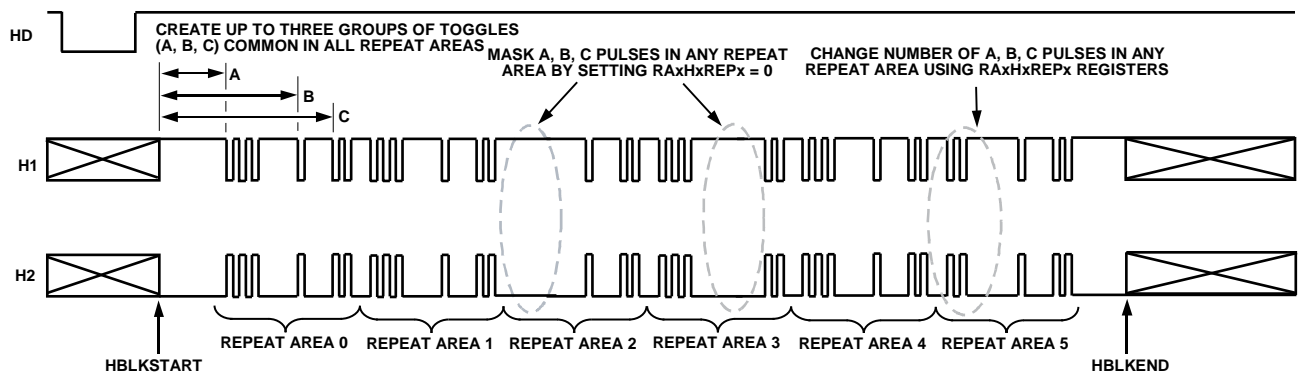 HD
CREATE UP TO THREE GROUPS OF TOGGLES
(A, B, C) COMMON IN ALL REPEAT AREAS
MASK A, B, C PULSES IN ANY REPEAT
AREA BY SETTING RAxHxREPx = 0
CHANGE NUMBER OF A, B, C PULSES IN ANY
REPEAT AREA USING RAxHxREPx REGISTERS
A
B
C
H1
H2
REPEAT AREA 0
REPEAT AREA 1
REPEAT AREA 2
REPEAT AREA 3
REPEAT AREA 4
REPEAT AREA 5
HBLKSTART
HBLKEND